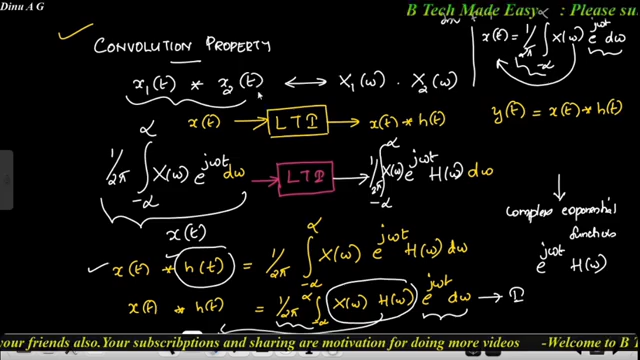 Dinu A G
B Tech Made Easy : Please su
✓ CONVOLUTION PROPERTY
x(t) = 1/2π ∫_{-α}^{α} X(ω) e^{jωt} dω
x₁(t) * x₂(t) ⟷ X₁(ω) . X₂(ω)
x(t) → LTI → x(t) * h(t)
y(t) = x(t) * h(t)
1/2π ∫_{-α}^{α} X(ω) e^{jωt} dω → LTI → 1/2π ∫_{-α}^{α} X(ω) e^{jωt} H(ω) dω
x(t)
↓
Complex exponential
functions
e^{jωt} H(ω)
✓ x(t) * h(t) = 1/2π ∫_{-α}^{α} X(ω) e^{jωt} H(ω) dω
x(t) * h(t) = 1/2π ∫_{-α}^{α} X(ω) H(ω) e^{jωt} dω → I
your friends also.Your subscribptions and sharing are motivation for doing more videos -Welcome to B T